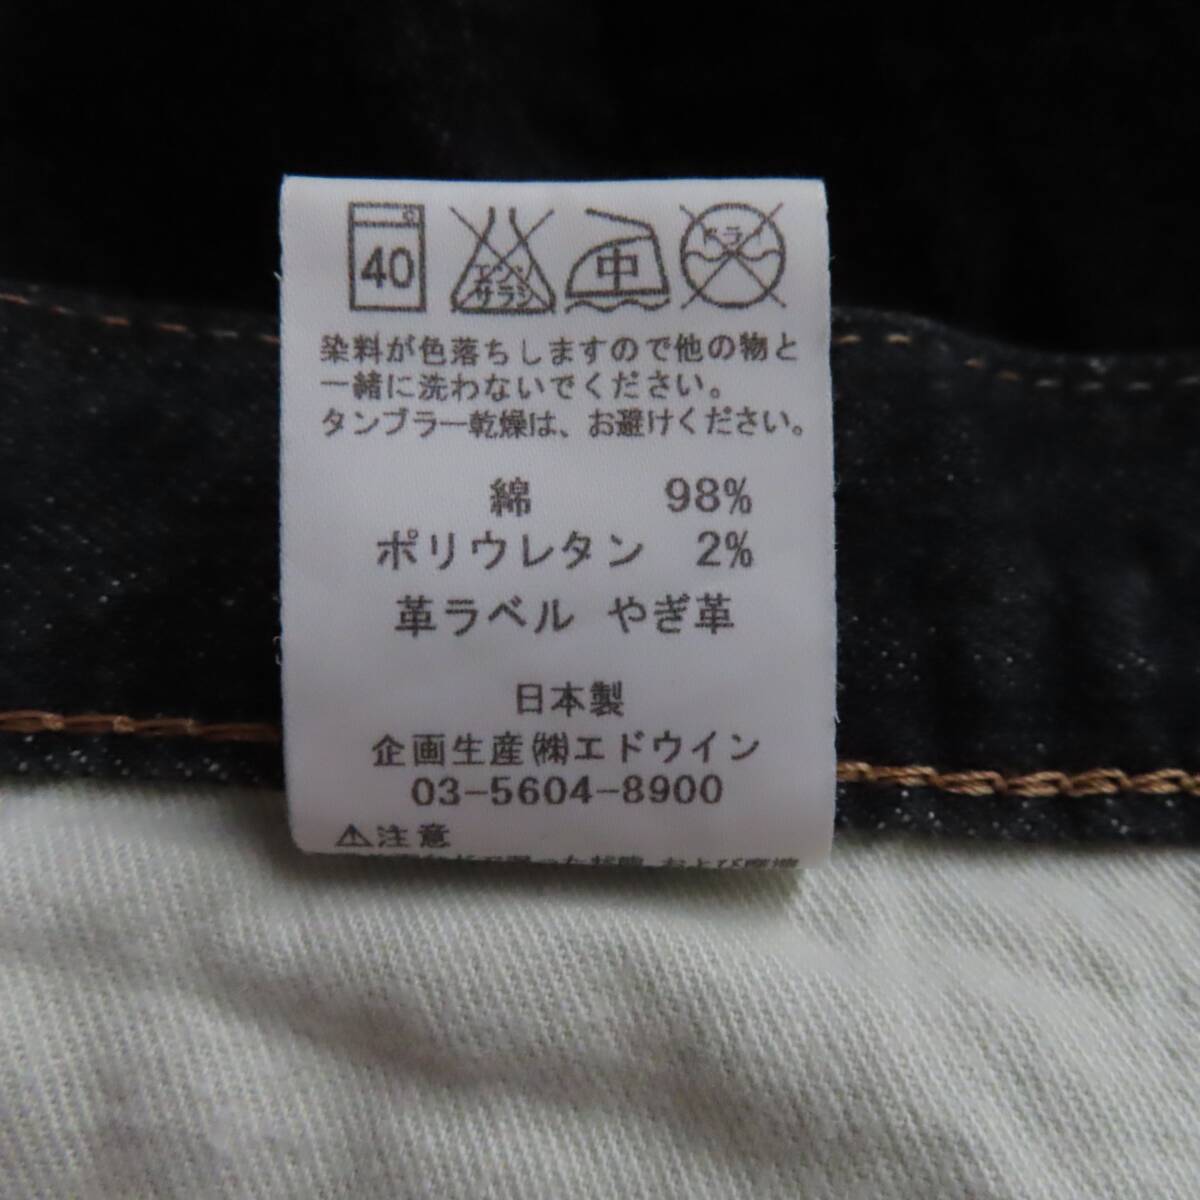 40 エンソ サラシ 中 ドライ
染料が色落ちしますので他の物と
一緒に洗わないでください。
タンブラー乾燥は、お避けください。
綿 98%
ポリウレタン 2%
革ラベル やぎ革
日本製
企画生産㈱エドウイン
03-5604-8900
⚠注意